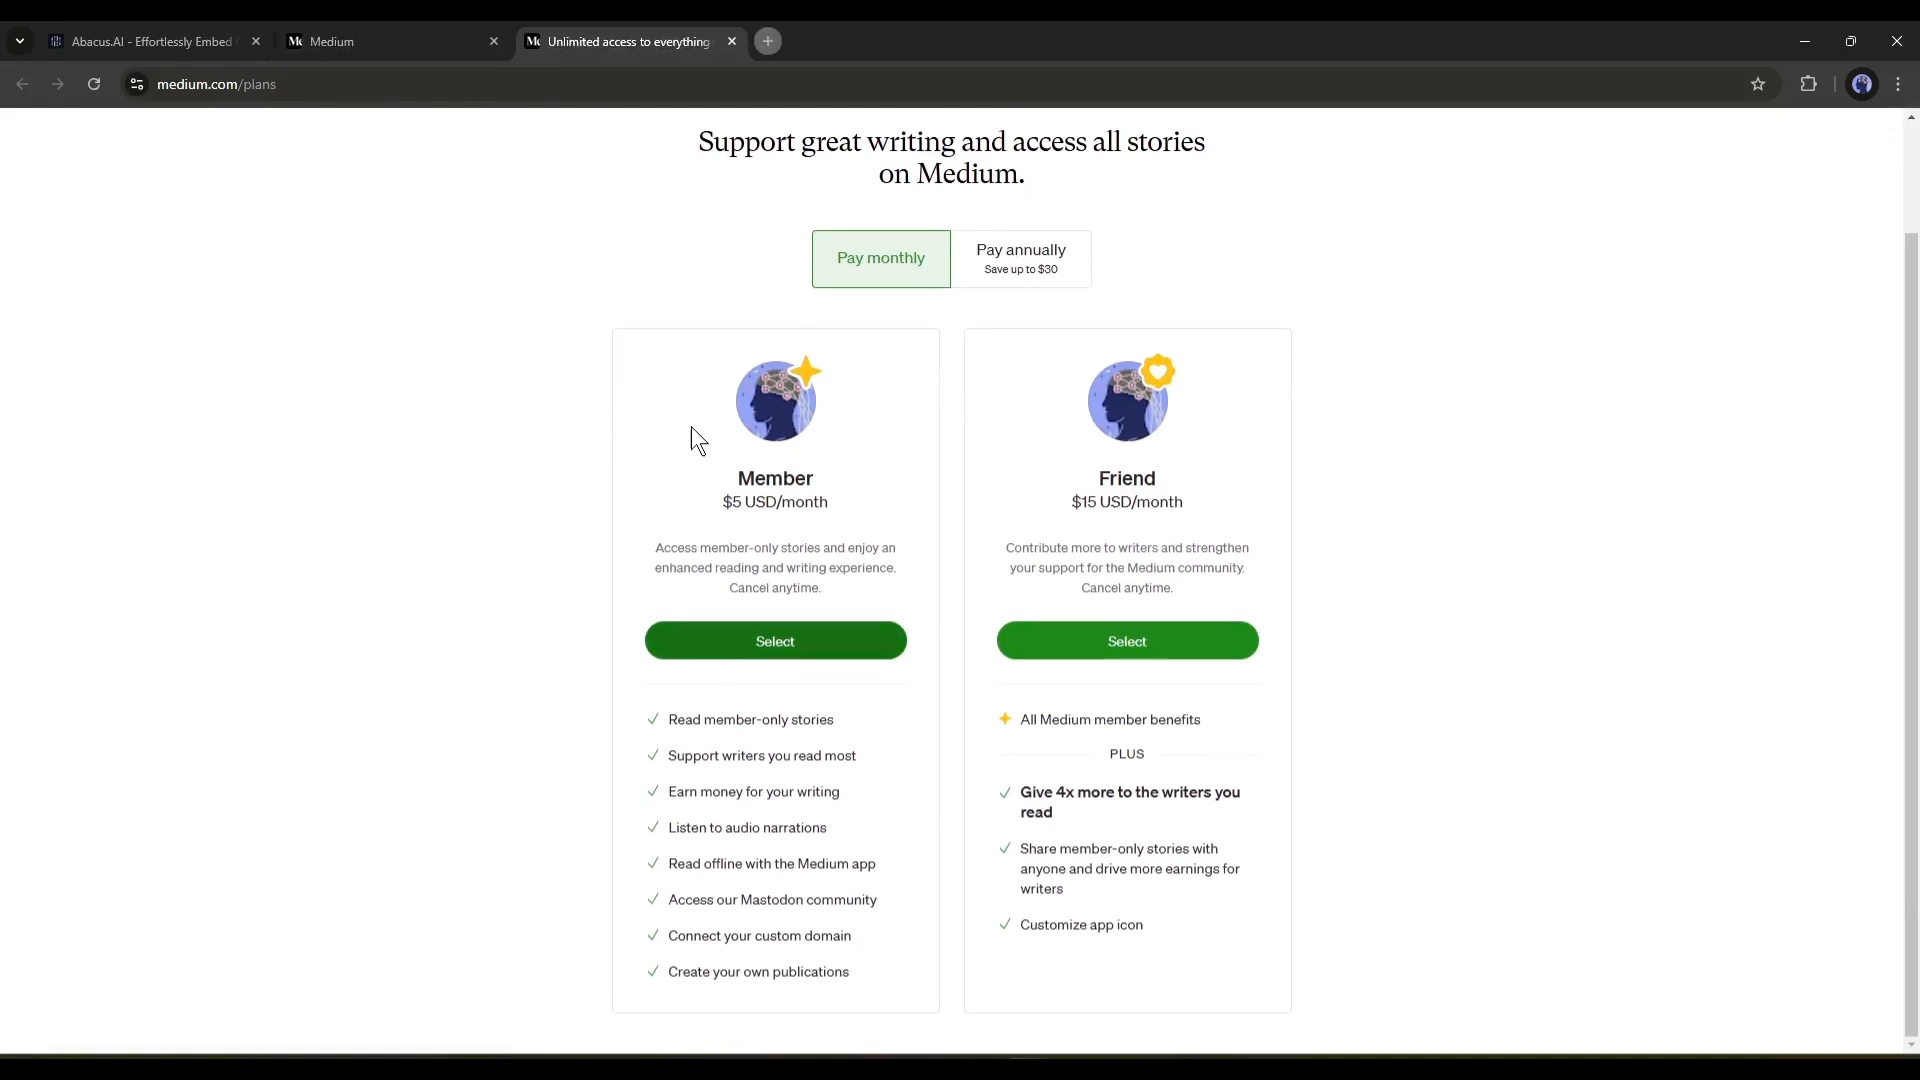 Abacus.AI - Effortlessly Embed
Medium
Unlimited access to everything
medium.com/plans
Support great writing and access all stories
on Medium.
Pay monthly
Pay annually
Save up to $30
Member
$5 USD/month
Access member-only stories and enjoy an
enhanced reading and writing experience.
Cancel anytime.
Select
Read member-only stories
Support writers you read most
Earn money for your writing
Listen to audio narrations
Read offline with the Medium app
Access our Mastodon community
Connect your custom domain
Create your own publications
Friend
$15 USD/month
Contribute more to writers and strengthen
your support for the Medium community.
Cancel anytime.
Select
All Medium member benefits
PLUS
Give 4x more to the writers you
read
Share member-only stories with
anyone and drive more earnings for
writers
Customize app icon